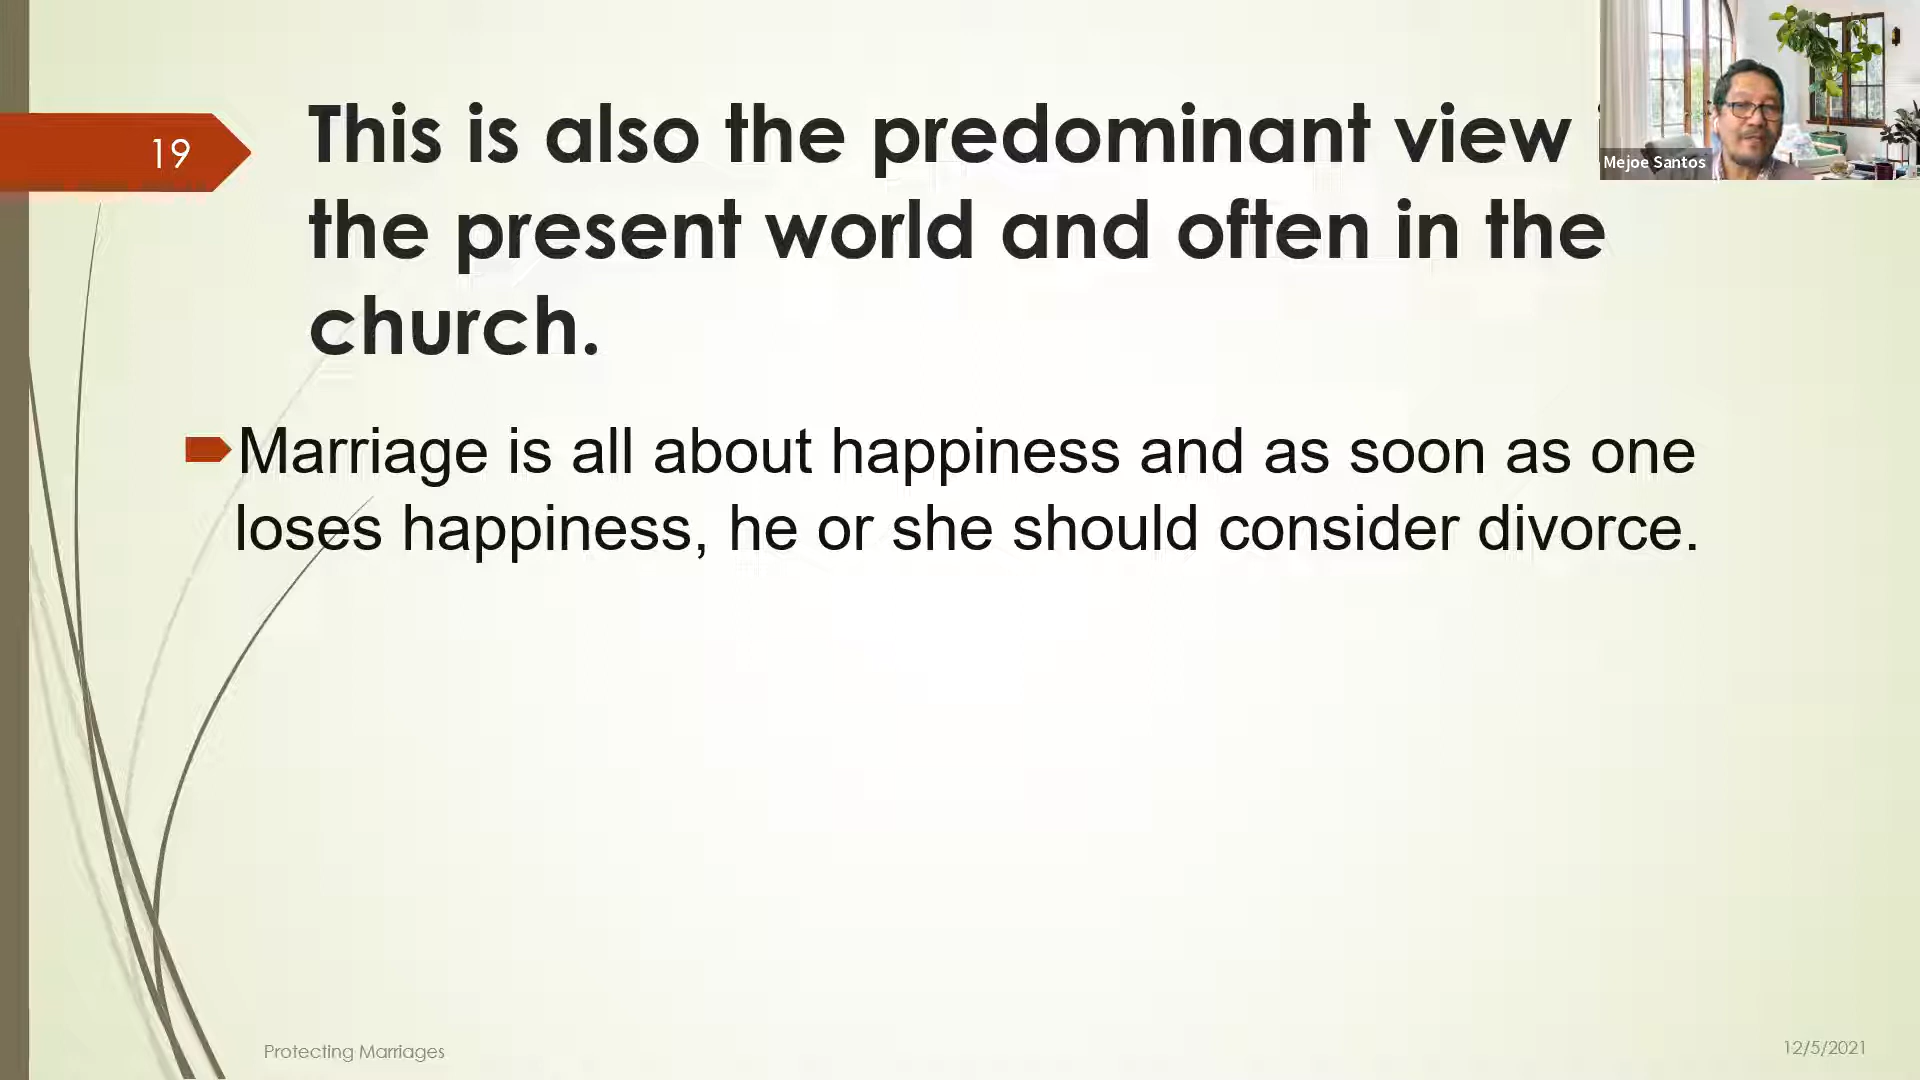 19
This is also the predominant view
the present world and often in the
church.
Mejoe Santos
Marriage is all about happiness and as soon as one
loses happiness, he or she should consider divorce.
Protecting Marriages
12/5/2021